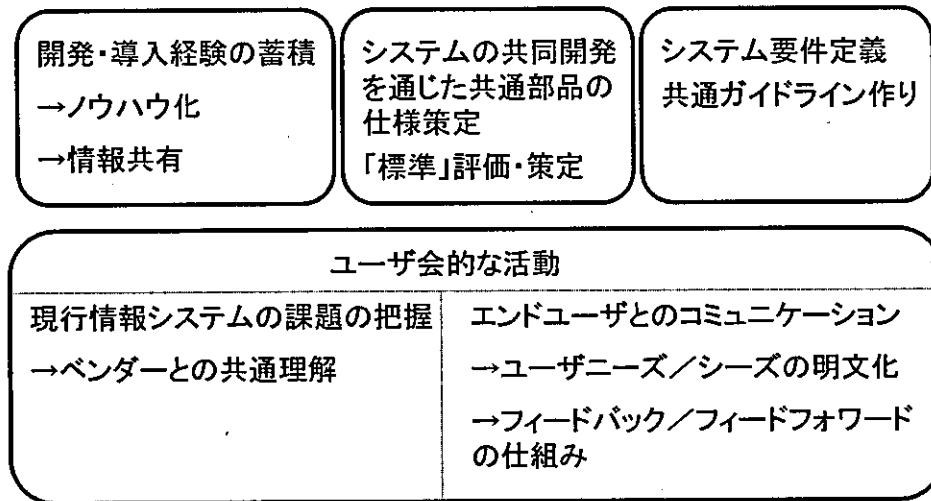 開発・導入経験の蓄積
→ノウハウ化
→情報共有
システムの共同開発
を通じた共通部品の
仕様策定
「標準」評価・策定
システム要件定義
共通ガイドライン作り
ユーザ会的な活動
現行情報システムの課題の把握
→ベンダーとの共通理解
エンドユーザとのコミュニケーション
→ユーザニーズ／シーズの明文化
→フィードバック／フィードフォワード
の仕組み